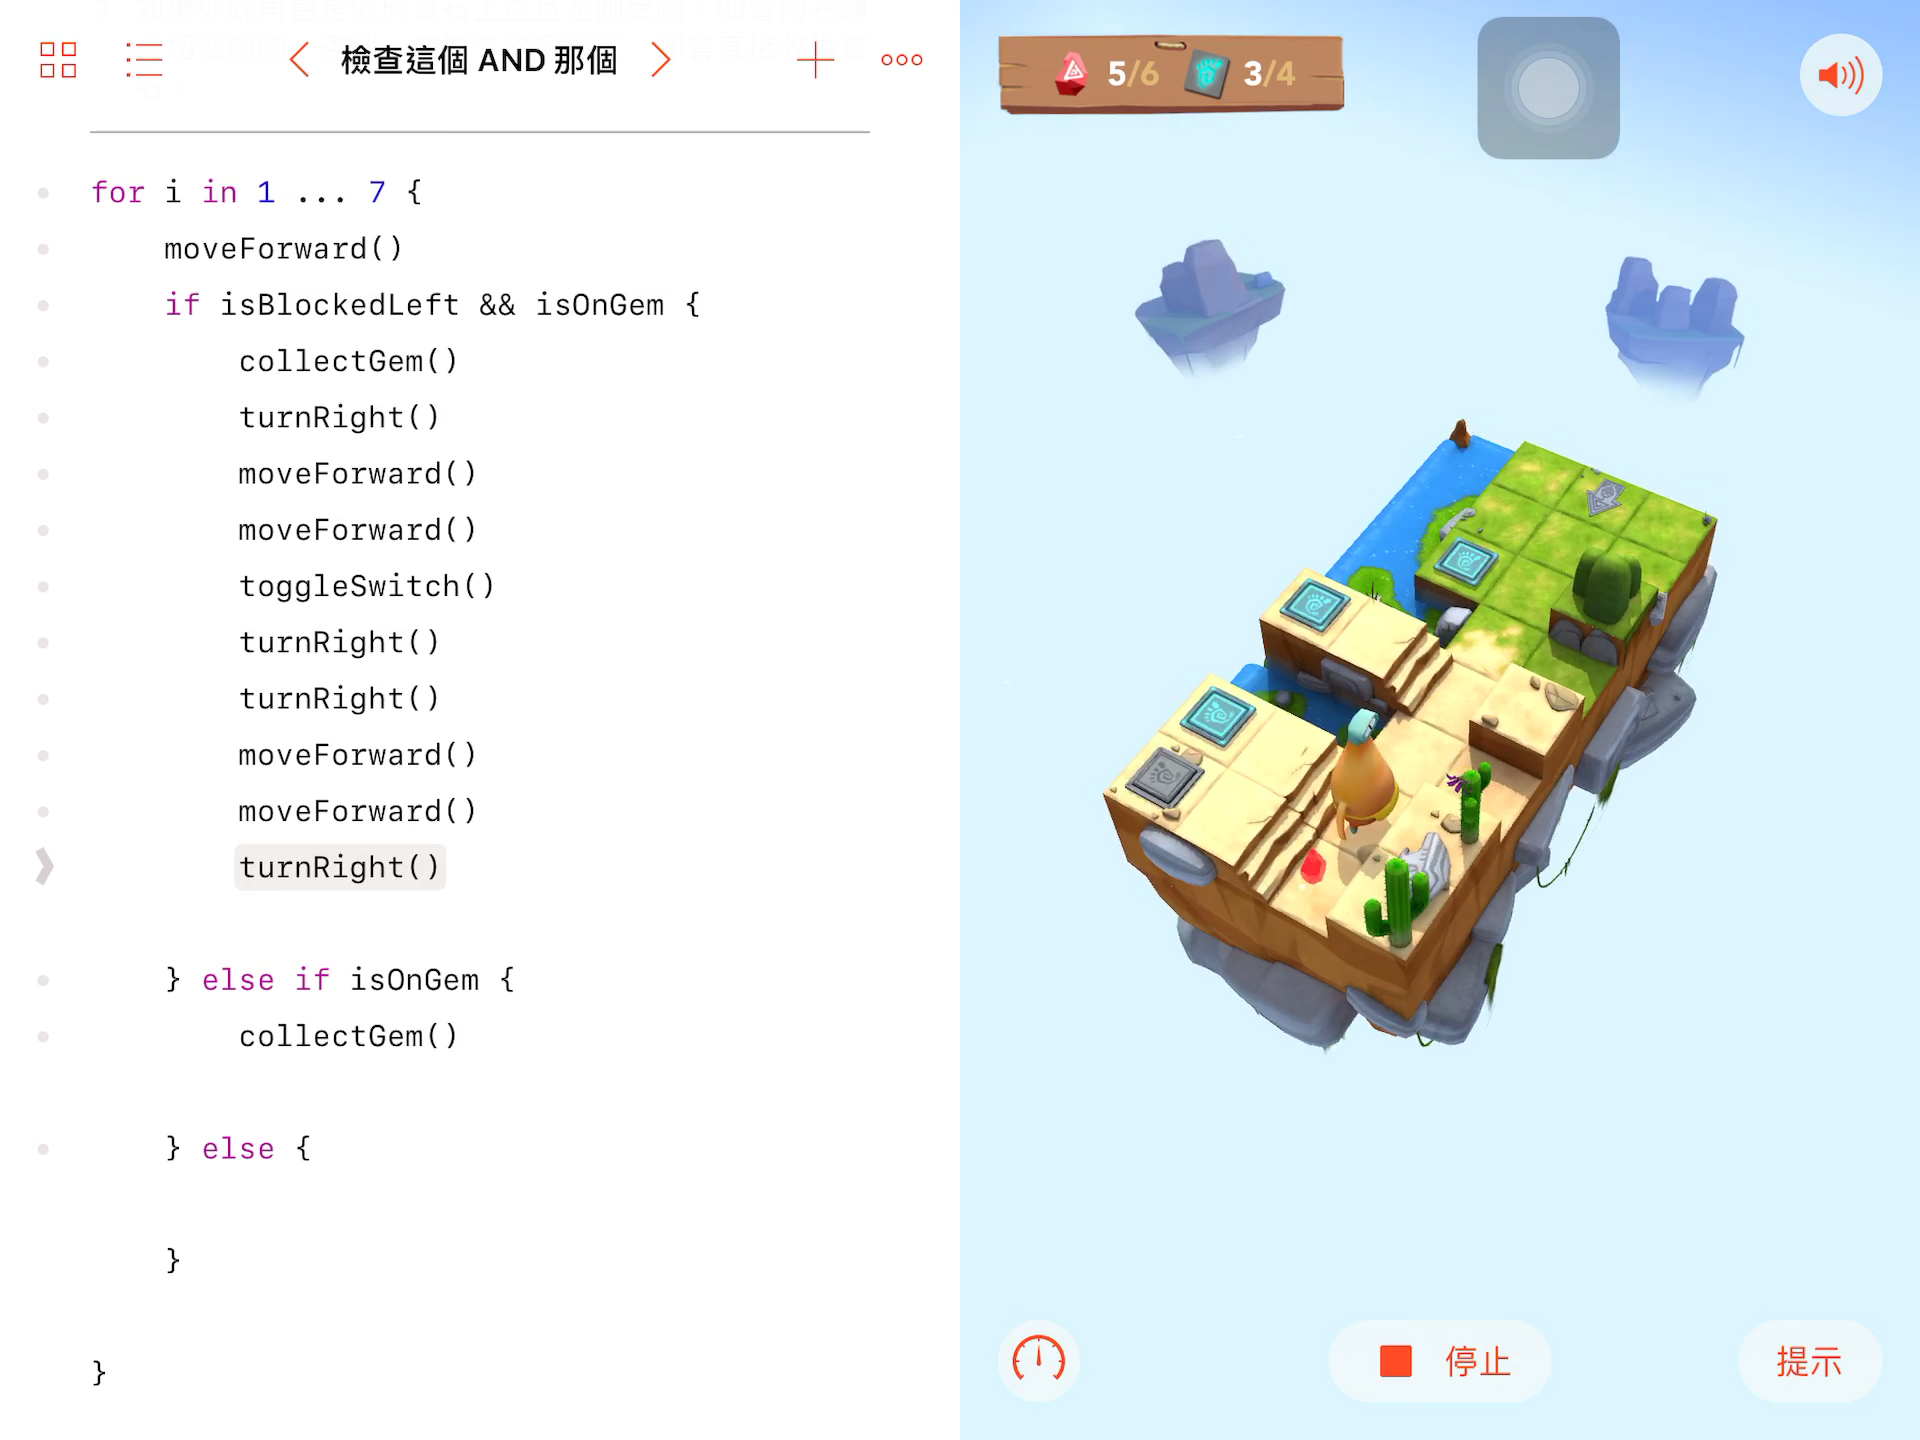 檢查這個 AND 那個
for i in 1 ... 7 {
moveForward()
if isBlockedLeft && isOnGem {
collectGem()
turnRight()
moveForward()
moveForward()
toggleSwitch()
turnRight()
turnRight()
moveForward()
moveForward()
turnRight()
} else if isOnGem {
collectGem()
} else {
}
}
5/6
3/4
停止
提示